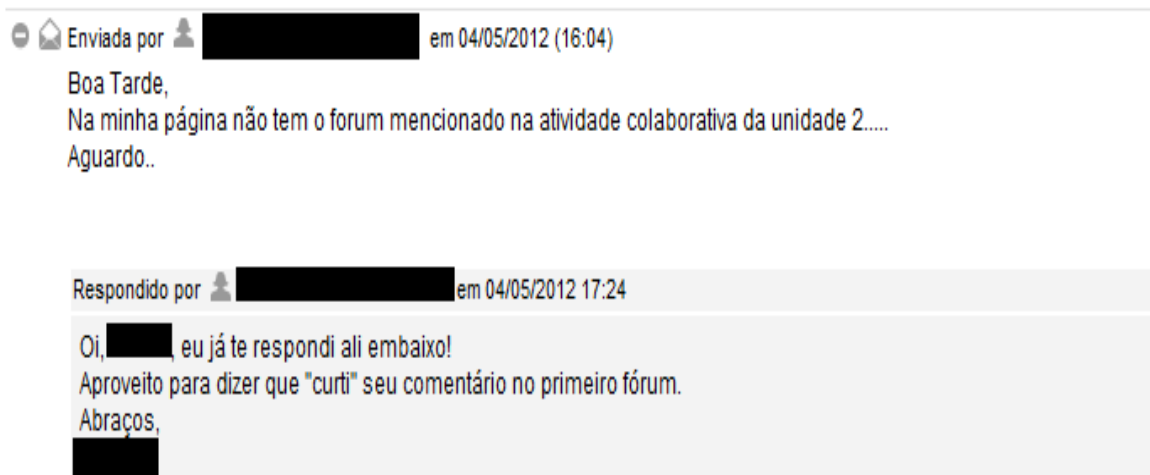 Enviada por em 04/05/2012 (16:04)
Boa Tarde,
Na minha página não tem o forum mencionado na atividade colaborativa da unidade 2.....
Aguardo..
Respondido por em 04/05/2012 17:24
Oi, , eu já te respondi ali embaixo!
Aproveito para dizer que "curti" seu comentário no primeiro fórum.
Abraços,